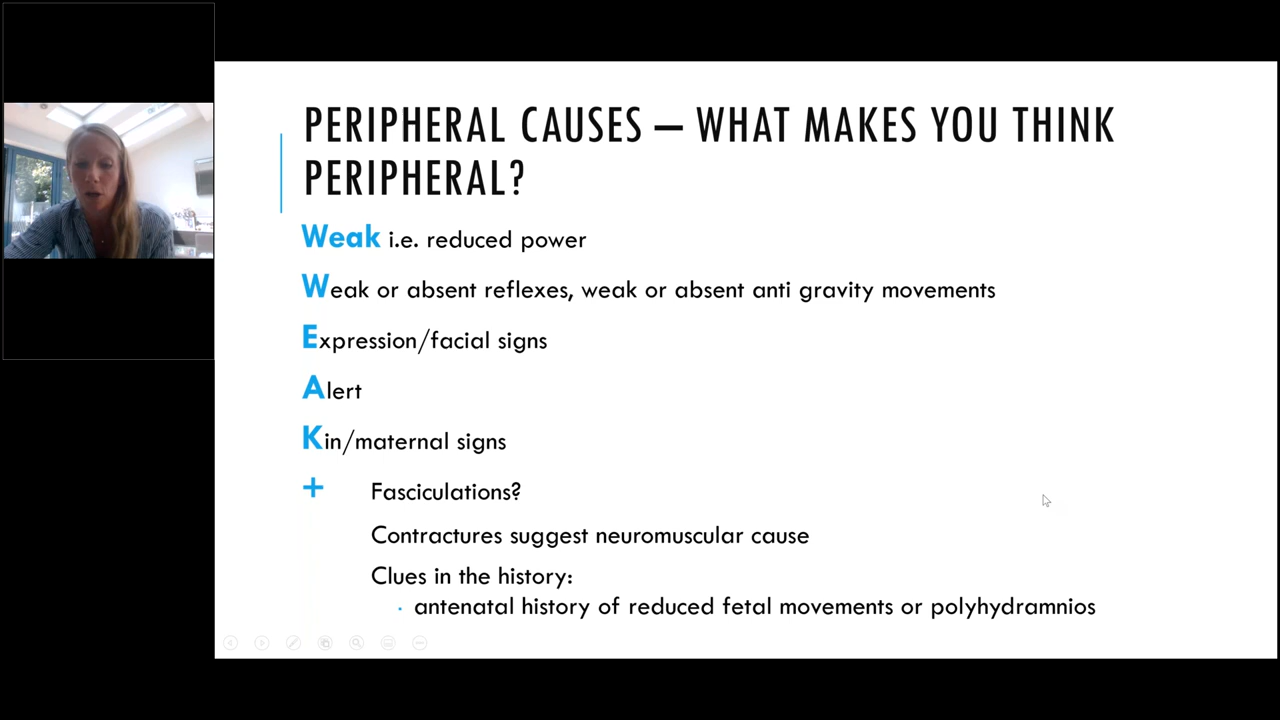 PERIPHERAL CAUSES – WHAT MAKES YOU THINK
PERIPHERAL?
Weak i.e. reduced power
Weak or absent reflexes, weak or absent anti gravity movements
Expression/facial signs
Alert
Kin/maternal signs
+ Fasciculations?
Contractures suggest neuromuscular cause
Clues in the history:
· antenatal history of reduced fetal movements or polyhydramnios